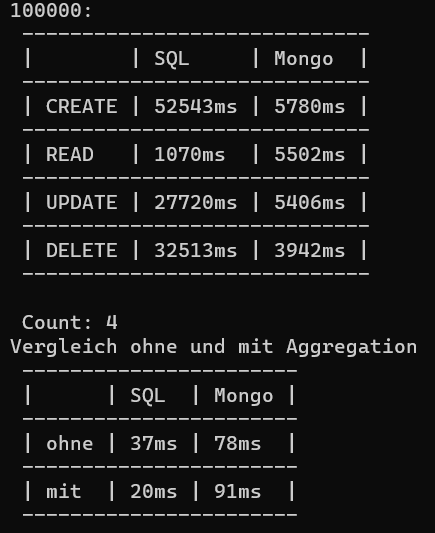 100000:
------------------------------
|        | SQL     | Mongo  |
------------------------------
| CREATE | 52543ms | 5780ms |
------------------------------
| READ   | 1070ms  | 5502ms |
------------------------------
| UPDATE | 27720ms | 5406ms |
------------------------------
| DELETE | 32513ms | 3942ms |
------------------------------
Count: 4
Vergleich ohne und mit Aggregation
------------------------
|      | SQL  | Mongo |
------------------------
| ohne | 37ms | 78ms  |
------------------------
| mit  | 20ms | 91ms  |
------------------------